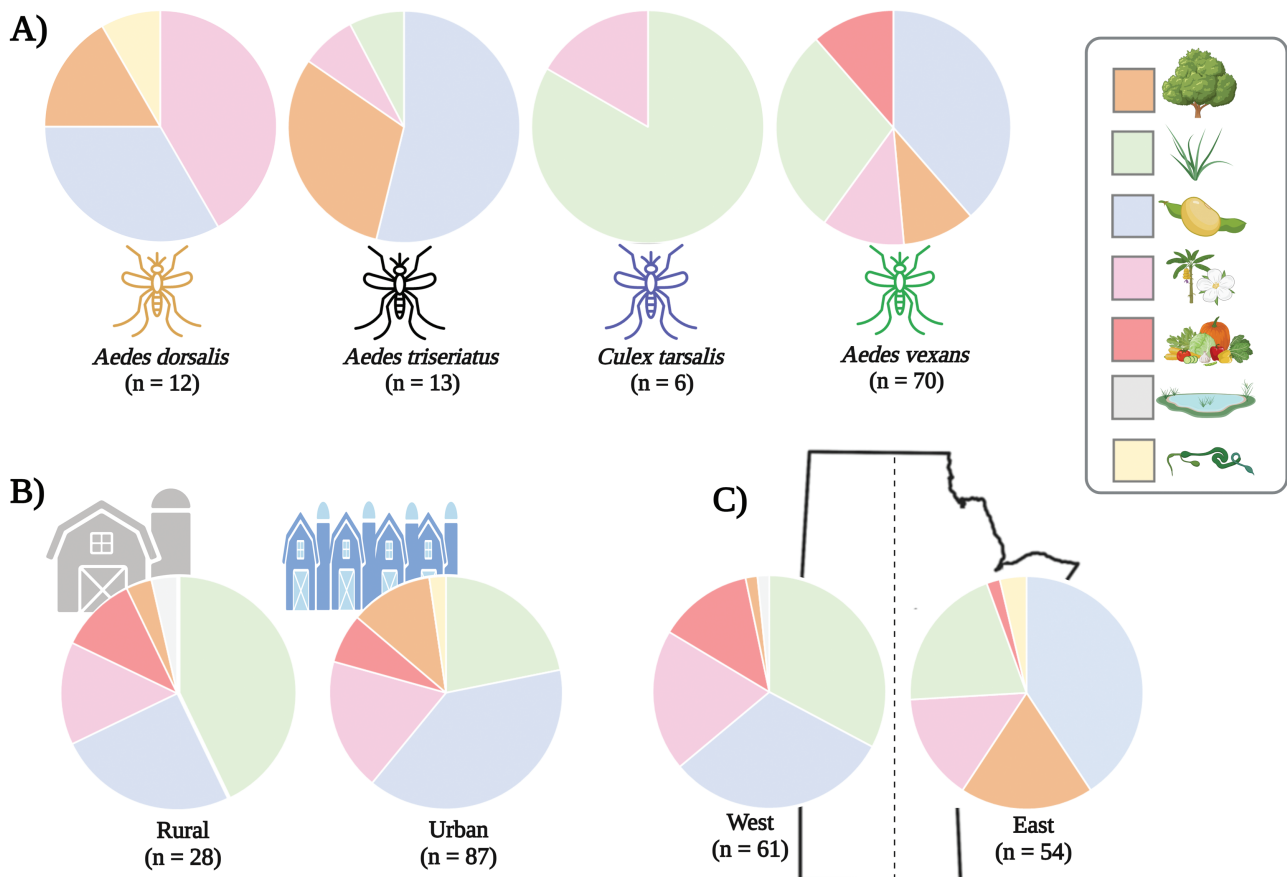 A)
Aedes dorsalis
(n = 12)
Aedes triseriatus
(n = 13)
Culex tarsalis
(n = 6)
Aedes vexans
(n = 70)
B)
Rural
(n = 28)
Urban
(n = 87)
C)
West
(n = 61)
East
(n = 54)